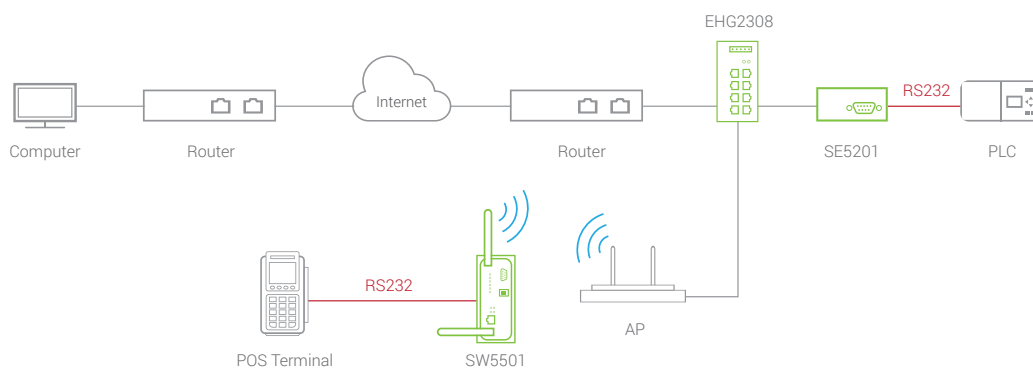 EHG2308
Internet
RS232
Computer
Router
Router
SE5201
PLC
RS232
AP
POS Terminal
SW5501